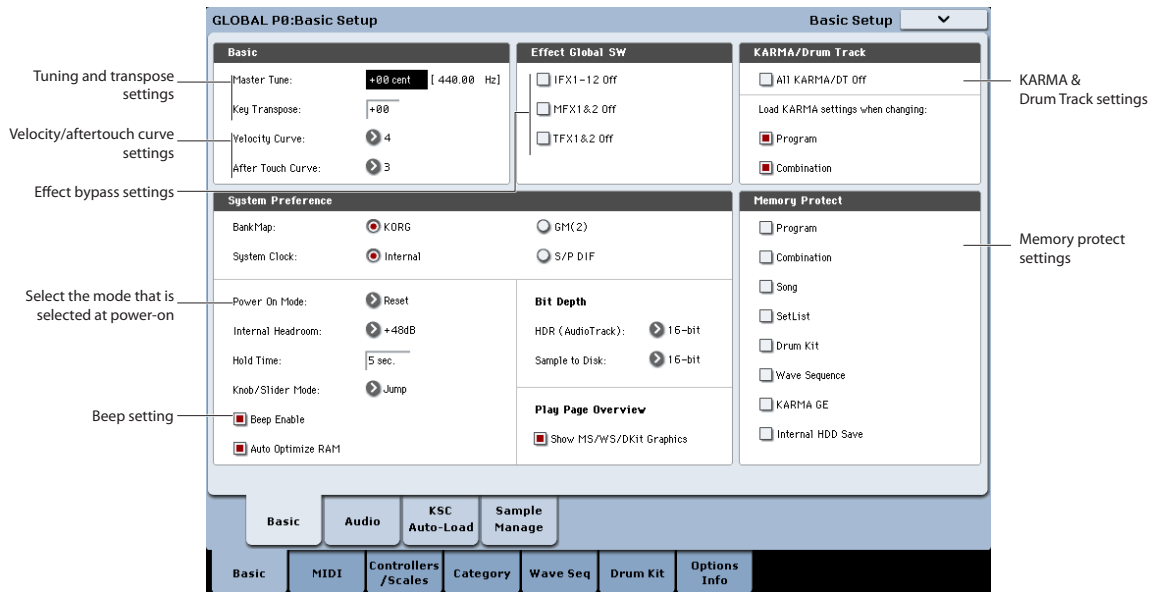 GLOBAL P0:Basic Setup
Basic Setup
Basic
Master Tune:
+00 cent
[ 440.00 Hz]
Key Transpose:
+00
Velocity Curve:
4
After Touch Curve:
3
Effect Global SW
IFX1-12 Off
MFX1&2 Off
TFX1&2 Off
KARMA/Drum Track
All KARMA/DT Off
Load KARMA settings when changing:
Program
Combination
System Preference
BankMap:
KORG
GM(2)
System Clock:
Internal
S/P DIF
Power On Mode:
Reset
Internal Headroom:
+48dB
Hold Time:
5 sec.
Knob/Slider Mode:
Jump
Beep Enable
Auto Optimize RAM
Bit Depth
HDR (AudioTrack):
16-bit
Sample to Disk:
16-bit
Play Page Overview
Show MS/WS/DKit Graphics
Memory Protect
Program
Combination
Song
SetList
Drum Kit
Wave Sequence
KARMA GE
Internal HDD Save
Basic
Audio
KSC
Auto-Load
Sample
Manage
Basic
MIDI
Controllers
/Scales
Category
Wave Seq
Drum Kit
Options
Info
Tuning and transpose
settings
Velocity/aftertouch curve
settings
Effect bypass settings
Select the mode that is
selected at power-on
Beep setting
KARMA &
Drum Track settings
Memory protect
settings